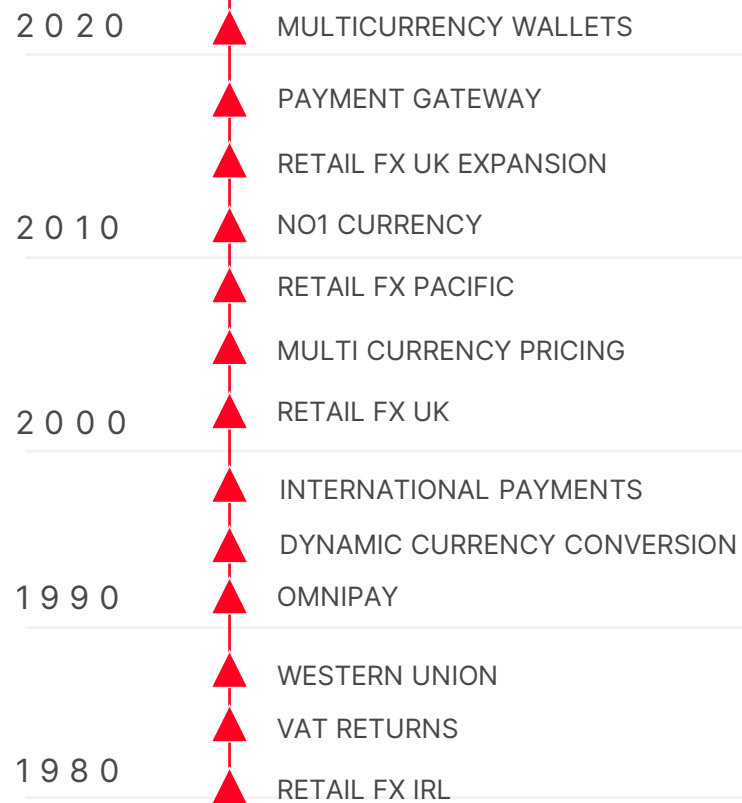 2020 MULTICURRENCY WALLETS
PAYMENT GATEWAY
RETAIL FX UK EXPANSION
2010 NO1 CURRENCY
RETAIL FX PACIFIC
MULTI CURRENCY PRICING
2000 RETAIL FX UK
INTERNATIONAL PAYMENTS
DYNAMIC CURRENCY CONVERSION
1990 OMNIPAY
WESTERN UNION
VAT RETURNS
1980 RETAIL FX IRL